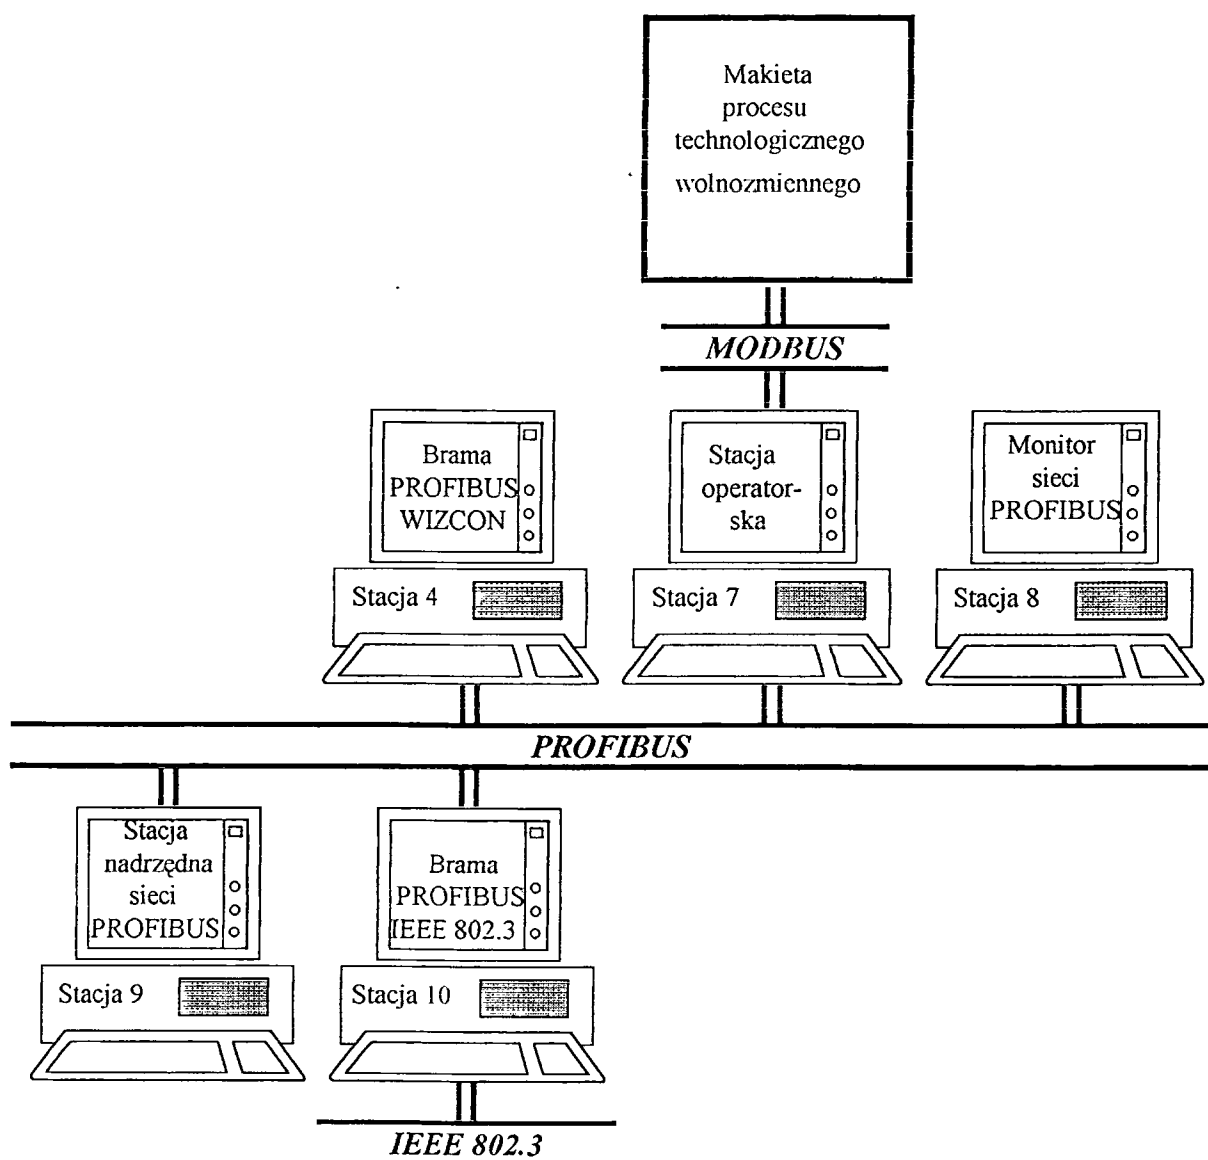 Makieta
procesu
technologicznego
wolnozmiennego
MODBUS
Brama
PROFIBUS
WIZCON
Stacja 4
Stacja
operator-
ska
Stacja 7
Monitor
sieci
PROFIBUS
Stacja 8
PROFIBUS
Stacja
nadrzędna
sieci
PROFIBUS
Stacja 9
Brama
PROFIBUS
IEEE 802.3
Stacja 10
IEEE 802.3